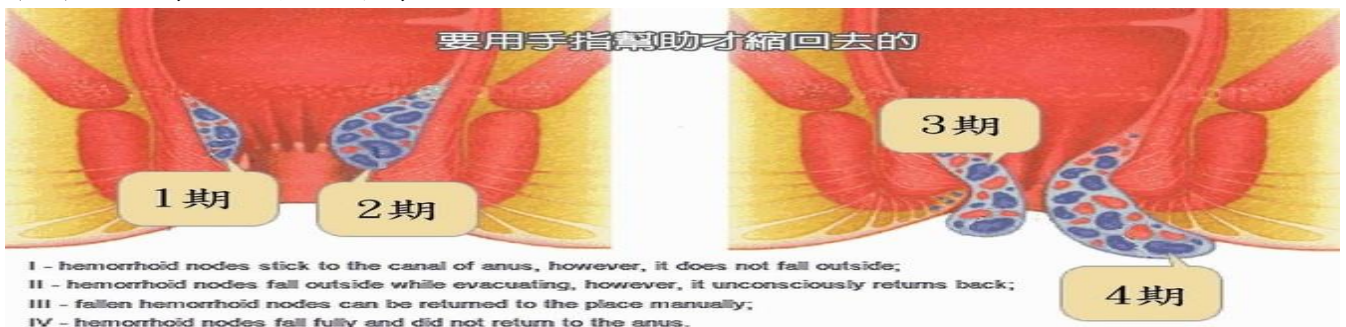 要用手指幫助才縮回去的
1期
2期
3期
4期
I - hemorrhoid nodes stick to the canal of anus, however, it does not fall outside;
II - hemorrhoid nodes fall outside while evacuating, however, it unconsciously returns back;
III - fallen hemorrhoid nodes can be returned to the place manually;
IV - hemorrhoid nodes fall fully and did not return to the anus.